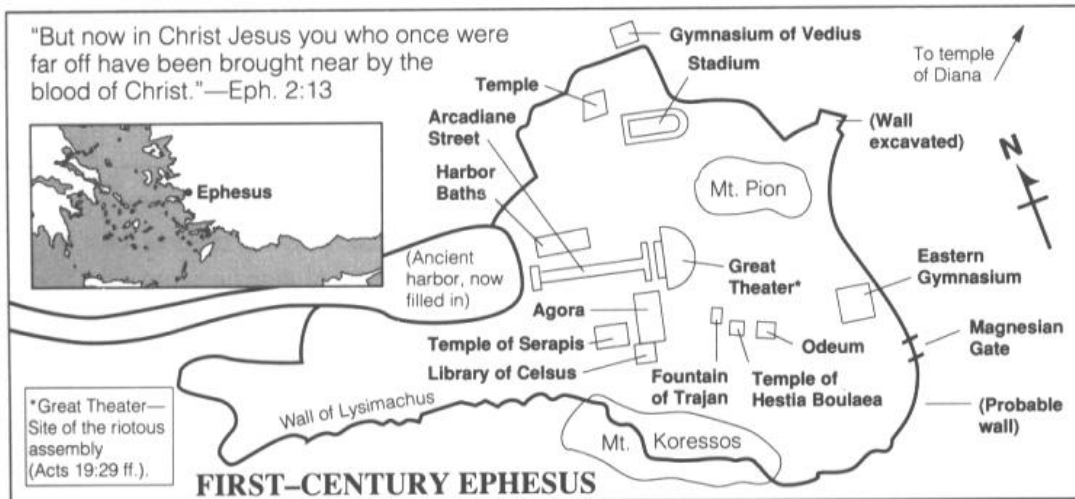 "But now in Christ Jesus you who once were
far off have been brought near by the
blood of Christ."—Eph. 2:13
Ephesus
Gymnasium of Vedius
Stadium
Temple
Arcadiane
Street
Harbor
Baths
To temple
of Diana
(Wall
excavated)
N
Mt. Pion
(Ancient
harbor, now
filled in)
Great
Theater*
Eastern
Gymnasium
Agora
Temple of Serapis
Library of Celsus
Fountain
of Trajan
Temple of
Hestia Boulaea
Odeum
Magnesian
Gate
(Probable
wall)
Wall of Lysimachus
Mt. Koressos
*Great Theater—
Site of the riotous
assembly
(Acts 19:29 ff.).
FIRST–CENTURY EPHESUS